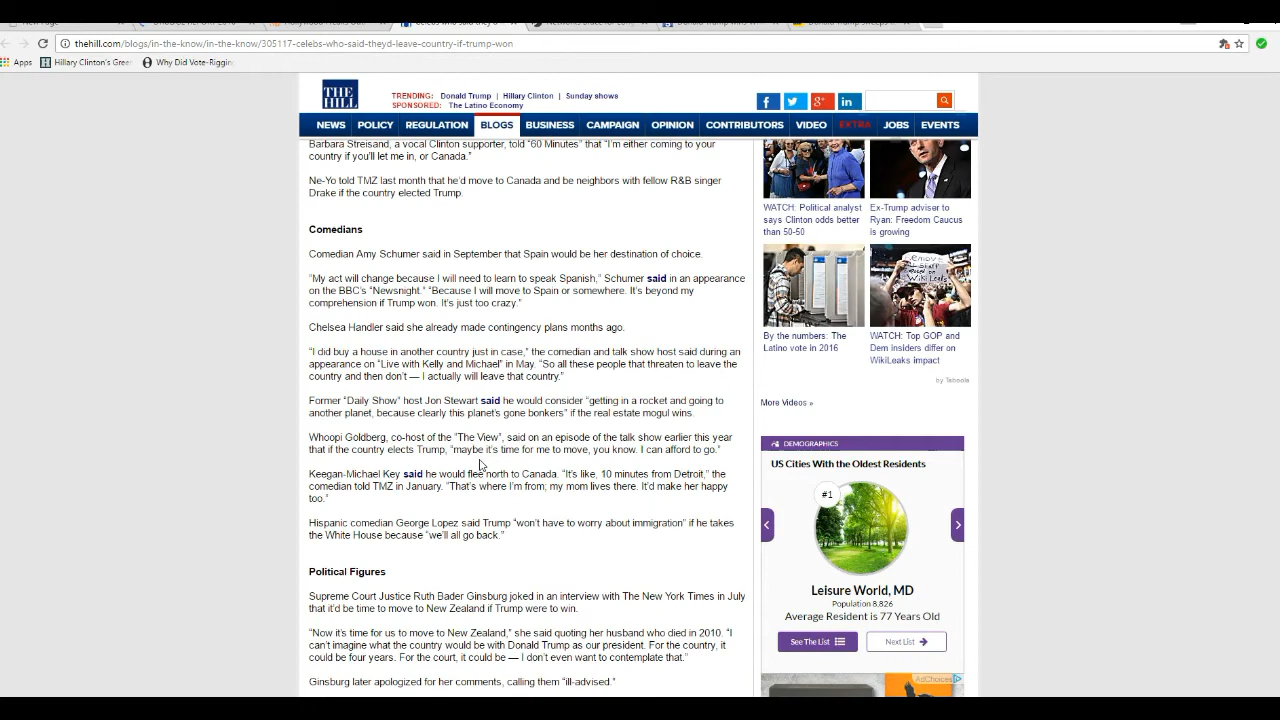 thehill.com/blogs/in-the-know/in-the-know/305117-celebs-who-said-theyd-leave-country-if-trump-won
Apps
Hillary Clinton's Green
Why Did Vote-Rigging
THE HILL
TRENDING: Donald Trump | Hillary Clinton | Sunday shows
SPONSORED: The Latino Economy
NEWS POLICY REGULATION BLOGS BUSINESS CAMPAIGN OPINION CONTRIBUTORS VIDEO EXTRA JOBS EVENTS
Barbara Streisand, a vocal Clinton supporter, told "60 Minutes" that "I'm either coming to your
country if you'll let me in, or Canada."
Ne-Yo told TMZ last month that he'd move to Canada and be neighbors with fellow R&B singer
Drake if the country elected Trump.
Comedians
Comedian Amy Schumer said in September that Spain would be her destination of choice.
"My act will change because I will need to learn to speak Spanish," Schumer said in an appearance
on the BBC's "Newsnight." "Because I will move to Spain or somewhere. It's beyond my
comprehension if Trump won. It's just too crazy."
Chelsea Handler said she already made contingency plans months ago.
"I did buy a house in another country just in case," the comedian and talk show host said during an
appearance on "Live with Kelly and Michael" in May. "So all these people that threaten to leave the
country and then don't — I actually will leave that country."
Former "Daily Show" host Jon Stewart said he would consider "getting in a rocket and going to
another planet, because clearly this planet's gone bonkers" if the real estate mogul wins.
Whoopi Goldberg, co-host of the "The View", said on an episode of the talk show earlier this year
that if the country elects Trump, "maybe it's time for me to move, you know. I can afford to go."
Keegan-Michael Key said he would flee north to Canada. "It's like, 10 minutes from Detroit," the
comedian told TMZ in January. "That's where I'm from; my mom lives there. It'd make her happy
too."
Hispanic comedian George Lopez said Trump "won't have to worry about immigration" if he takes
the White House because "we'll all go back."
Political Figures
Supreme Court Justice Ruth Bader Ginsburg joked in an interview with The New York Times in July
that it'd be time to move to New Zealand if Trump were to win.
"Now it's time for us to move to New Zealand," she said quoting her husband who died in 2010. "I
can't imagine what the country would be with Donald Trump as our president. For the country, it
could be four years. For the court, it could be — I don't even want to contemplate that."
Ginsburg later apologized for her comments, calling them "ill-advised."
WATCH: Political analyst
says Clinton odds better
than 50-50
Ex-Trump adviser to
Ryan: Freedom Caucus
is growing
By the numbers: The
Latino vote in 2016
WATCH: Top GOP and
Dem insiders differ on
WikiLeaks impact
by Taboola
More Videos »
DEMOGRAPHICS
US Cities With the Oldest Residents
#1
Leisure World, MD
Population 8,826
Average Resident is 77 Years Old
See The List
Next List
AdChoices